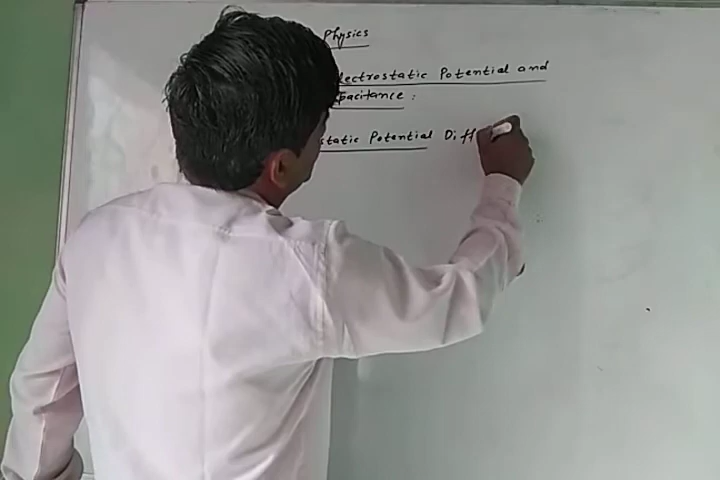 Physics
lectrostatic Potential and
pacitance :
static Potential Diff